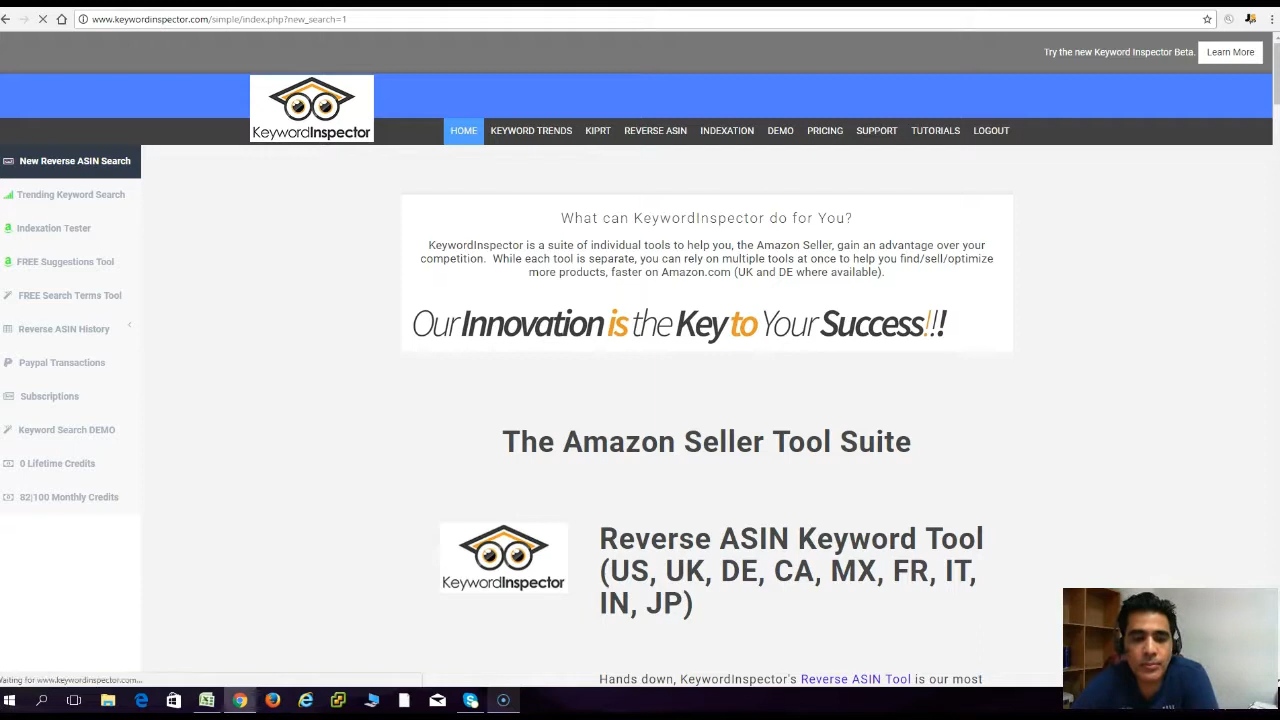 www.keywordinspector.com/simple/index.php?new_search=1
Try the new Keyword Inspector Beta. Learn More
KeywordInspector
HOME KEYWORD TRENDS KIPRT REVERSE ASIN INDEXATION DEMO PRICING SUPPORT TUTORIALS LOGOUT
New Reverse ASIN Search
Trending Keyword Search
Indexation Tester
FREE Suggestions Tool
FREE Search Terms Tool
Reverse ASIN History
Paypal Transactions
Subscriptions
Keyword Search DEMO
0 Lifetime Credits
82|100 Monthly Credits
What can KeywordInspector do for You?
KeywordInspector is a suite of individual tools to help you, the Amazon Seller, gain an advantage over your
competition. While each tool is separate, you can rely on multiple tools at once to help you find/sell/optimize
more products, faster on Amazon.com (UK and DE where available).
Our Innovation is the Key to Your Success!!!
The Amazon Seller Tool Suite
KeywordInspector
Reverse ASIN Keyword Tool
(US, UK, DE, CA, MX, FR, IT,
IN, JP)
Hands down, KeywordInspector's Reverse ASIN Tool is our most
Waiting for www.keywordinspector.com...